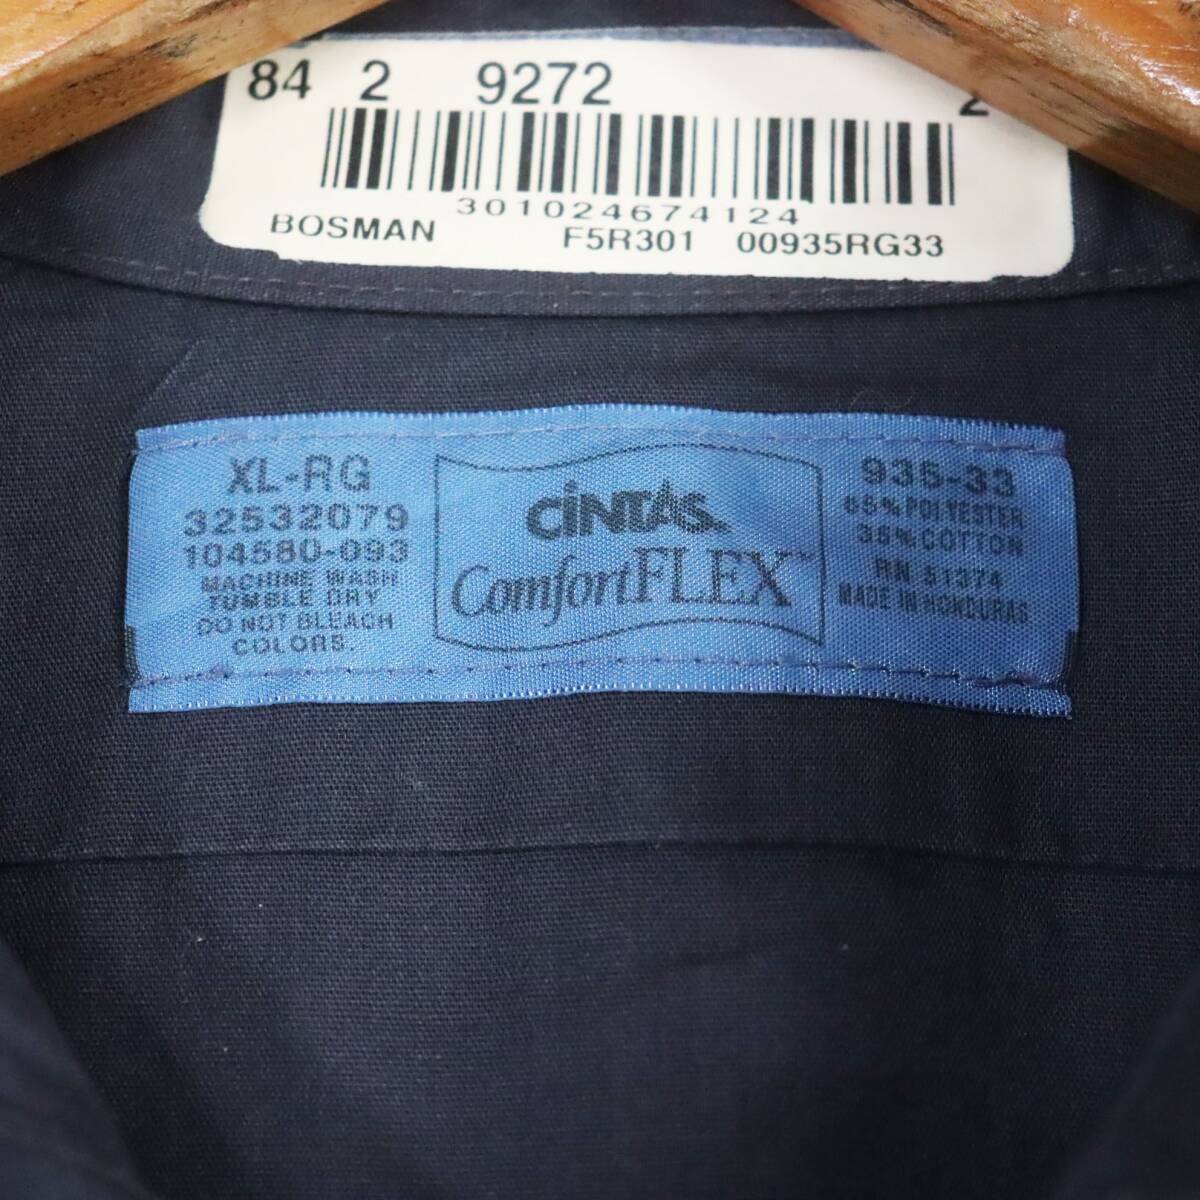 84 2 9272 2
301024674124
BOSMAN F5R301 00935RG33
XL-RG
32532079
104580-093
MACHINE WASH
TUMBLE DRY
DO NOT BLEACH
COLORS.
CINTAS.
ComfortFLEX™
935-33
65% POLYESTER
35% COTTON
RN 51374
MADE IN HONDURAS